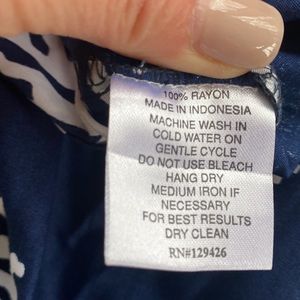 100% RAYON
MADE IN INDONESIA
MACHINE WASH IN
COLD WATER ON
GENTLE CYCLE
DO NOT USE BLEACH
HANG DRY
MEDIUM IRON IF
NECESSARY
FOR BEST RESULTS
DRY CLEAN
RN#129426